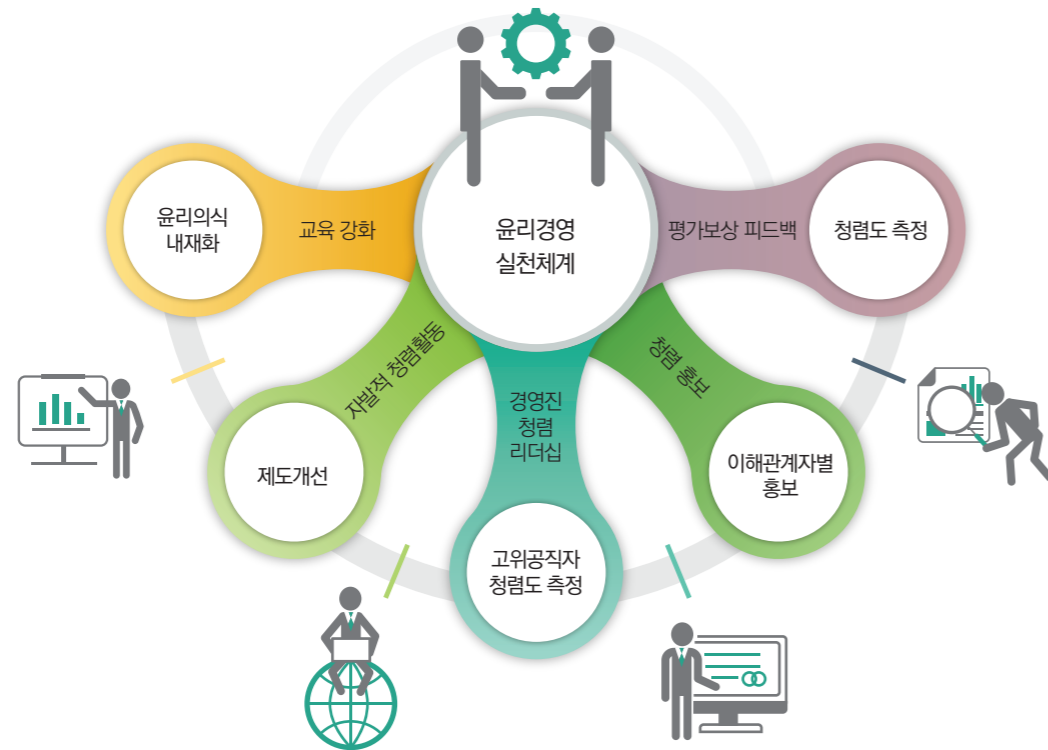 윤리경영
실천체계
윤리의식
내재화
교육 강화
평가보상 피드백
청렴도 측정
자발적 청렴활동
제도개선
경영진
청렴
리더십
고위공직자
청렴도 측정
청렴 홍보
이해관계자별
홍보